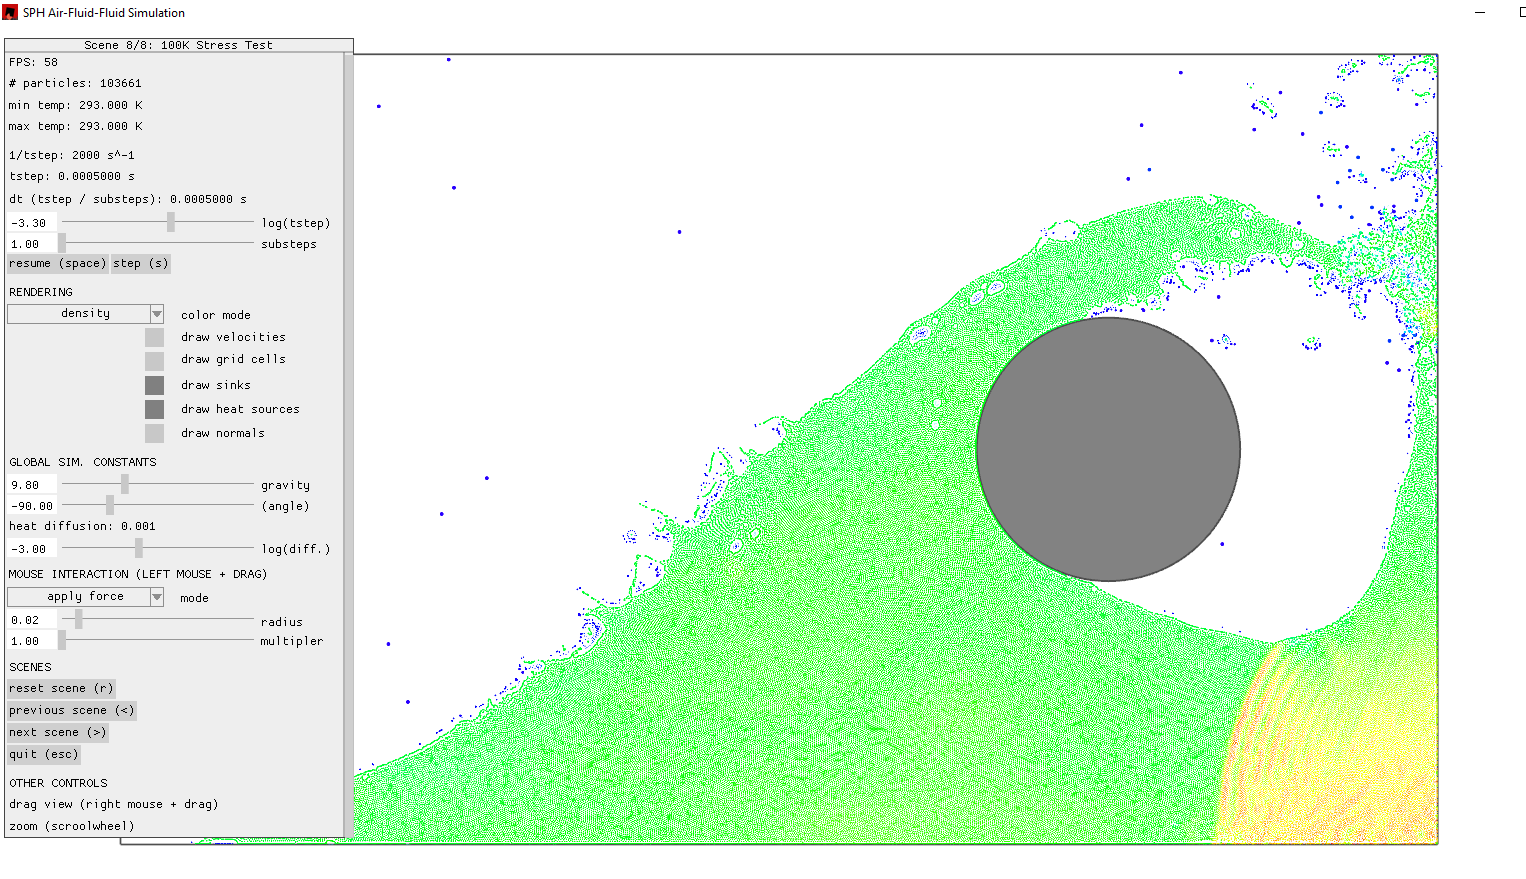 SPH Air-Fluid-Fluid Simulation
Scene 8/8: 100K Stress Test
FPS: 58
# particles: 103661
min temp: 293.000 K
max temp: 293.000 K
1/tstep: 2000 s^-1
tstep: 0.0005000 s
dt (tstep / substeps): 0.0005000 s
-3.30 log(tstep)
1.00 substeps
resume (space) step (s)
RENDERING
density color mode
draw velocities
draw grid cells
draw sinks
draw heat sources
draw normals
GLOBAL SIM. CONSTANTS
9.80 gravity
-90.00 (angle)
heat diffusion: 0.001
-3.00 log(diff.)
MOUSE INTERACTION (LEFT MOUSE + DRAG)
apply force mode
0.02 radius
1.00 multipler
SCENES
reset scene (r)
previous scene (<)
next scene (>)
quit (esc)
OTHER CONTROLS
drag view (right mouse + drag)
zoom (scroolwheel)